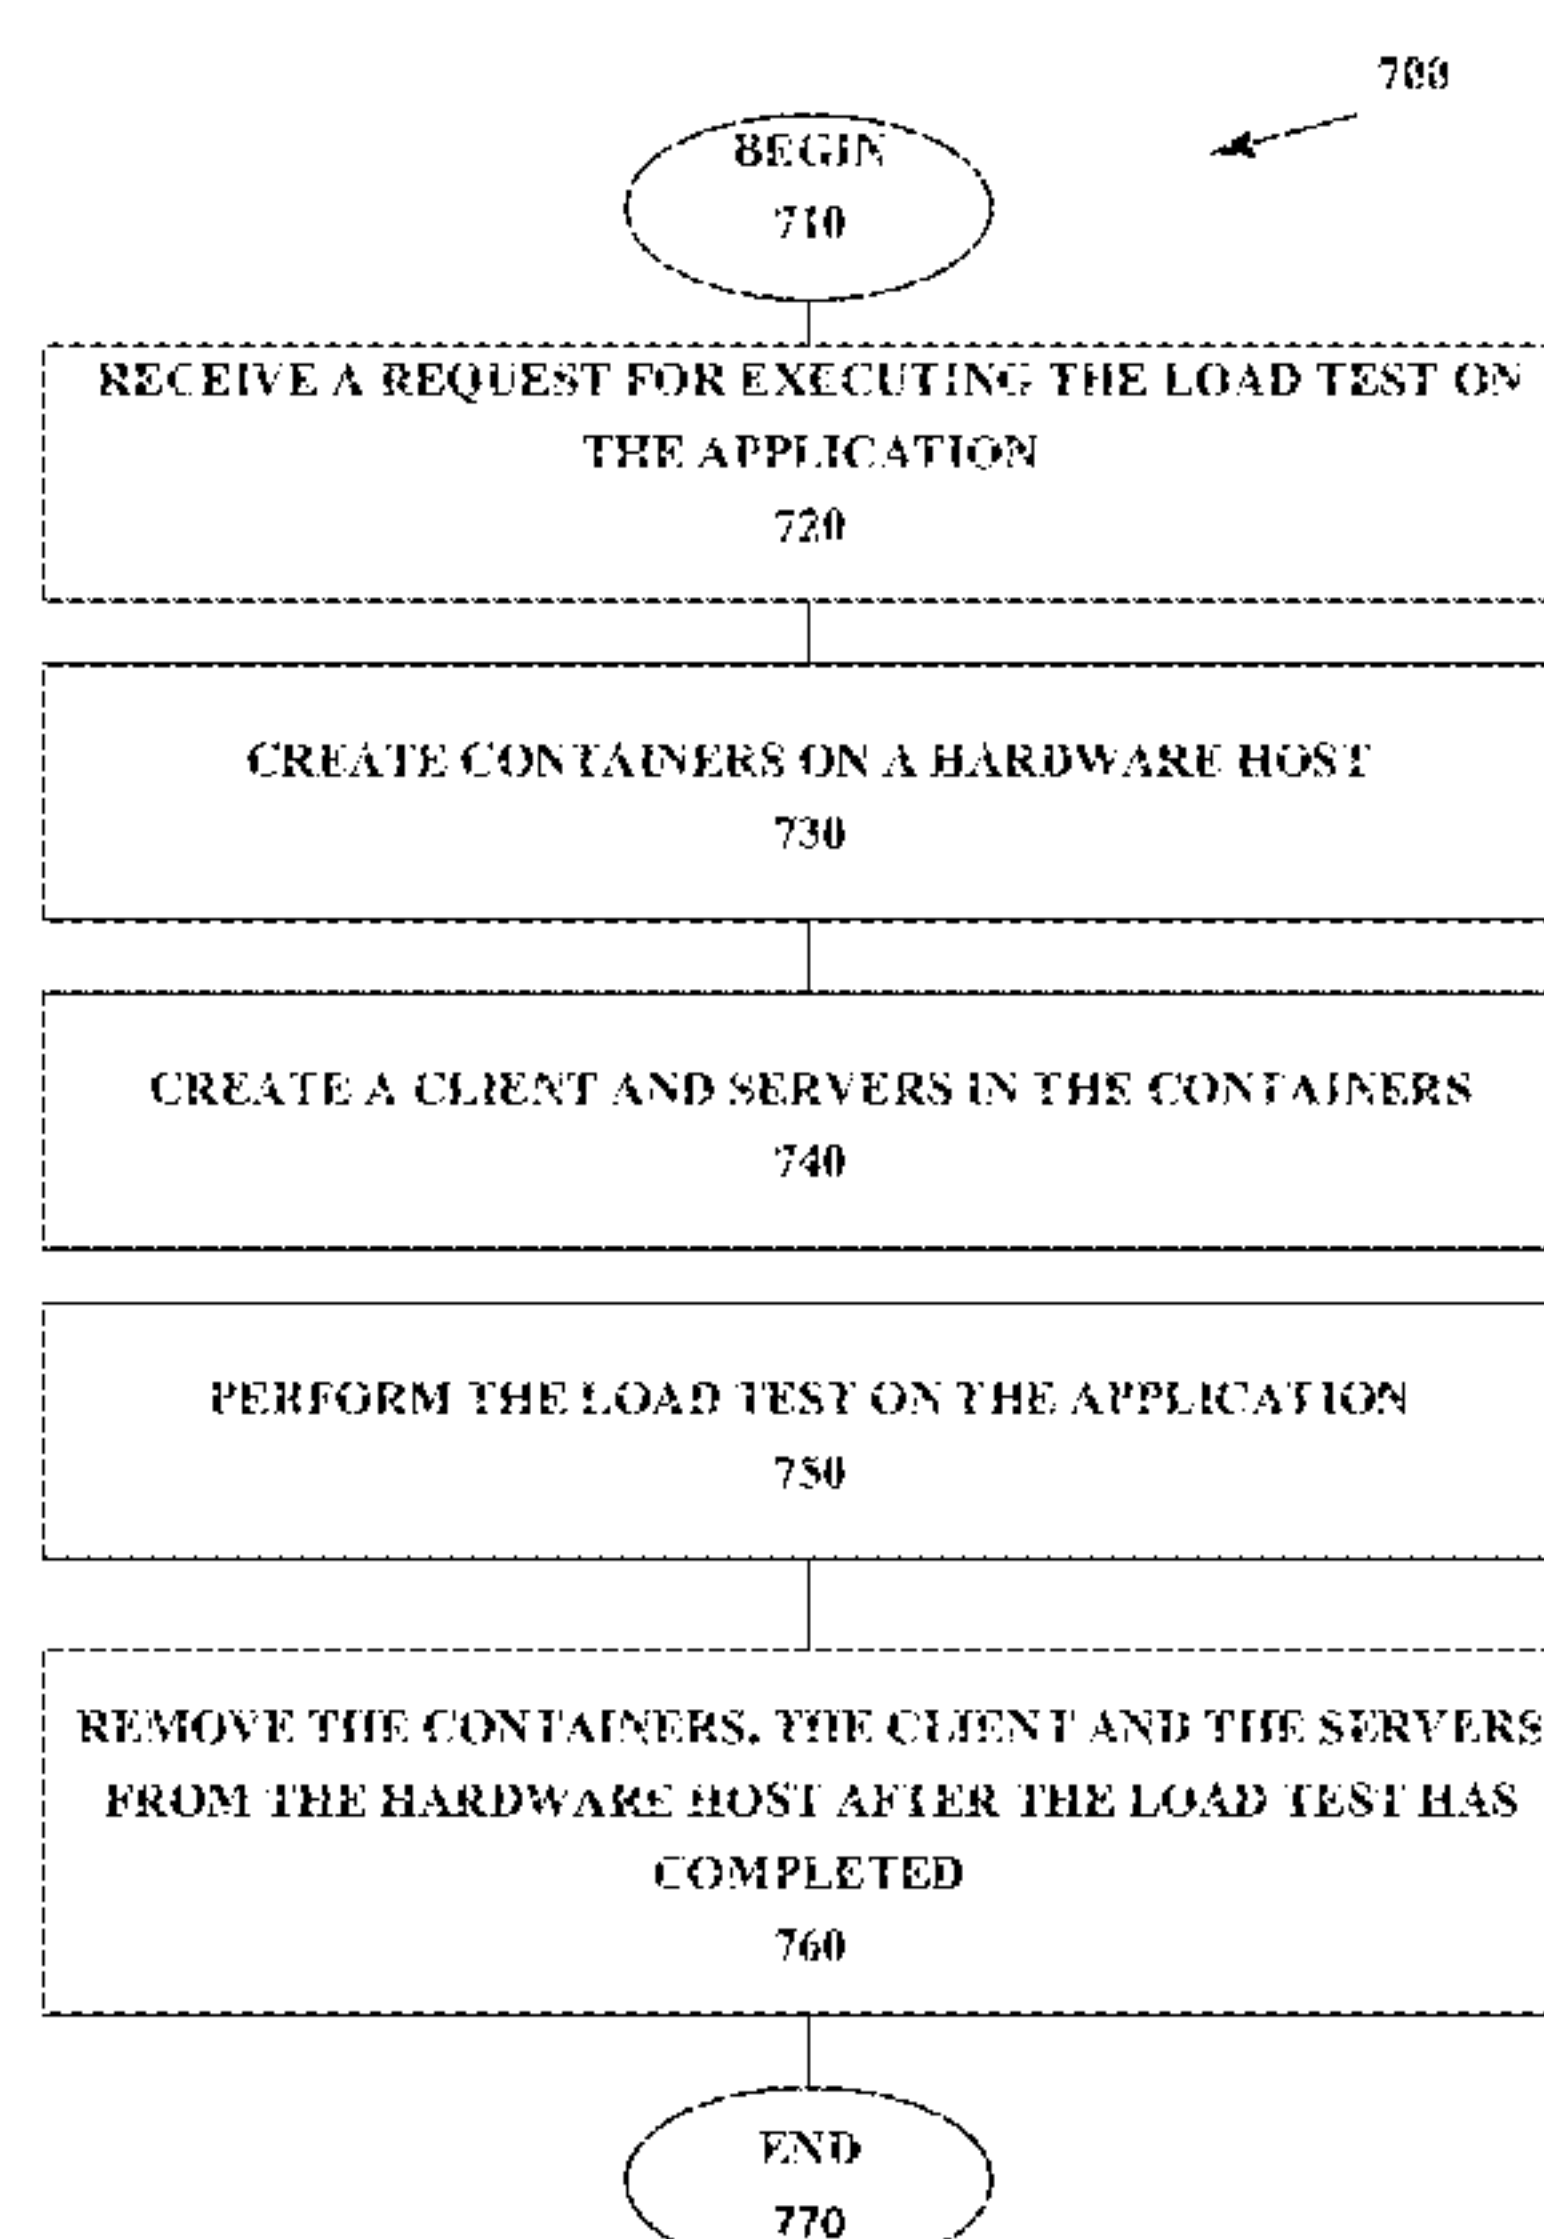 700
BEGIN
710
RECEIVE A REQUEST FOR EXECUTING THE LOAD TEST ON
THE APPLICATION
720
CREATE CONTAINERS ON A HARDWARE HOST
730
CREATE A CLIENT AND SERVERS IN THE CONTAINERS
740
PERFORM THE LOAD TEST ON THE APPLICATION
750
REMOVE THE CONTAINERS, THE CLIENT AND THE SERVERS
FROM THE HARDWARE HOST AFTER THE LOAD TEST HAS
COMPLETED
760
END
770